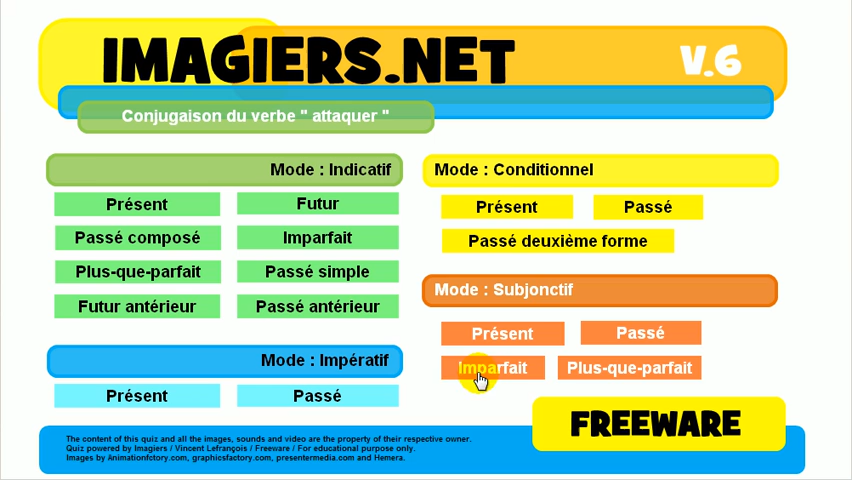 IMAGIERS.NET
V.6
Conjugaison du verbe " attaquer "
Mode : Indicatif
Présent
Futur
Passé composé
Imparfait
Plus-que-parfait
Passé simple
Futur antérieur
Passé antérieur
Mode : Impératif
Présent
Passé
Mode : Conditionnel
Présent
Passé
Passé deuxième forme
Mode : Subjonctif
Présent
Passé
Imparfait
Plus-que-parfait
FREEWARE
The content of this quiz and all the images, sounds and video are the property of their respective owner.
Quiz powered by Imagiers / Vincent Lefrançois / Freeware / For educational purpose only.
Images by Animationfctory.com, graphicsfactory.com, presentermedia.com and Hemera.